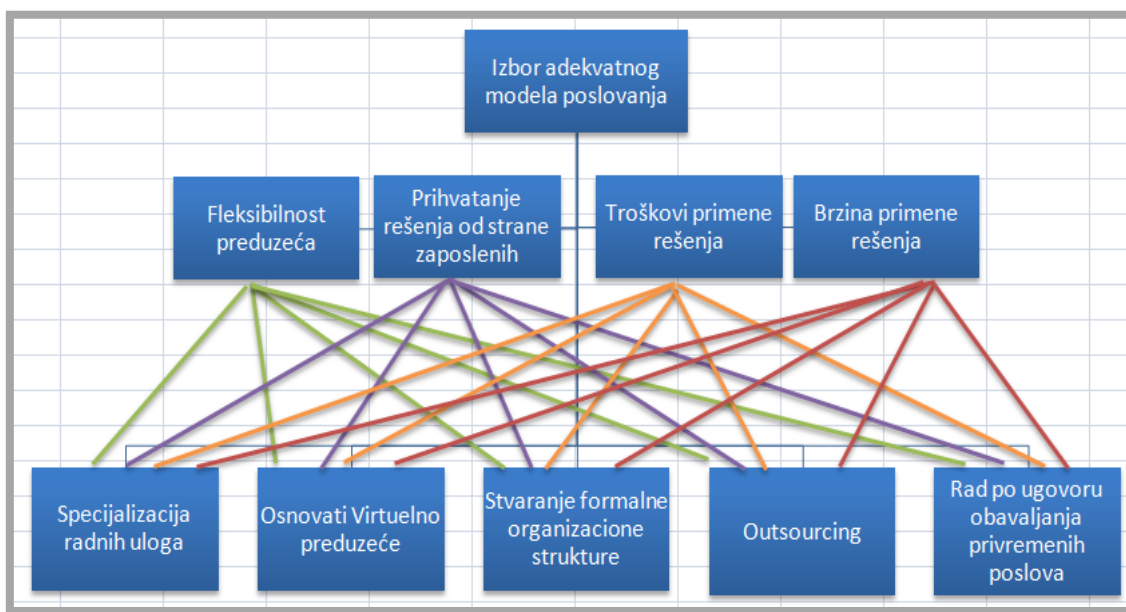 Izbor adekvatnog
modela poslovanja
Fleksibilnost
preduzeća
Prihvatanje
rešenja od strane
zaposlenih
Troškovi primene
rešenja
Brzina primene
rešenja
Specijalizacija
radnih uloga
Osnovati Virtuelno
preduzeće
Stvaranje formalne
organizacione
strukture
Outsourcing
Rad po ugovoru
obavaljanja
privremenih
poslova